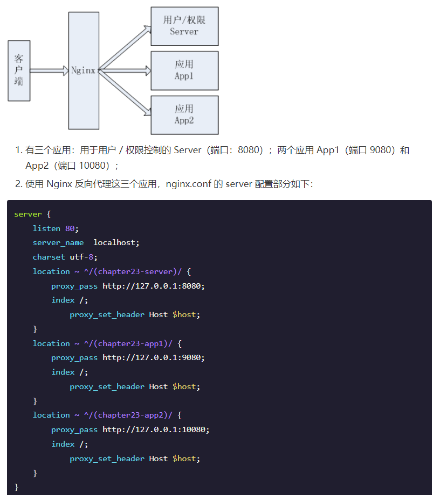 客户端
Nginx
用户/权限
Server
应用
App1
应用
App2
1. 有三个应用：用于用户 / 权限控制的 Server（端口：8080）；两个应用 App1（端口 9080）和
App2（端口 10080）；
2. 使用 Nginx 反向代理这三个应用，nginx.conf 的 server 配置部分如下：
server {
    listen 80;
    server_name  localhost;
    charset utf-8;
    location ~ ^/(chapter23-server)/ {
        proxy_pass http://127.0.0.1:8080;
        index /;
            proxy_set_header Host $host;
    }
    location ~ ^/(chapter23-app1)/ {
        proxy_pass http://127.0.0.1:9080;
        index /;
            proxy_set_header Host $host;
    }
    location ~ ^/(chapter23-app2)/ {
        proxy_pass http://127.0.0.1:10080;
        index /;
            proxy_set_header Host $host;
    }
}